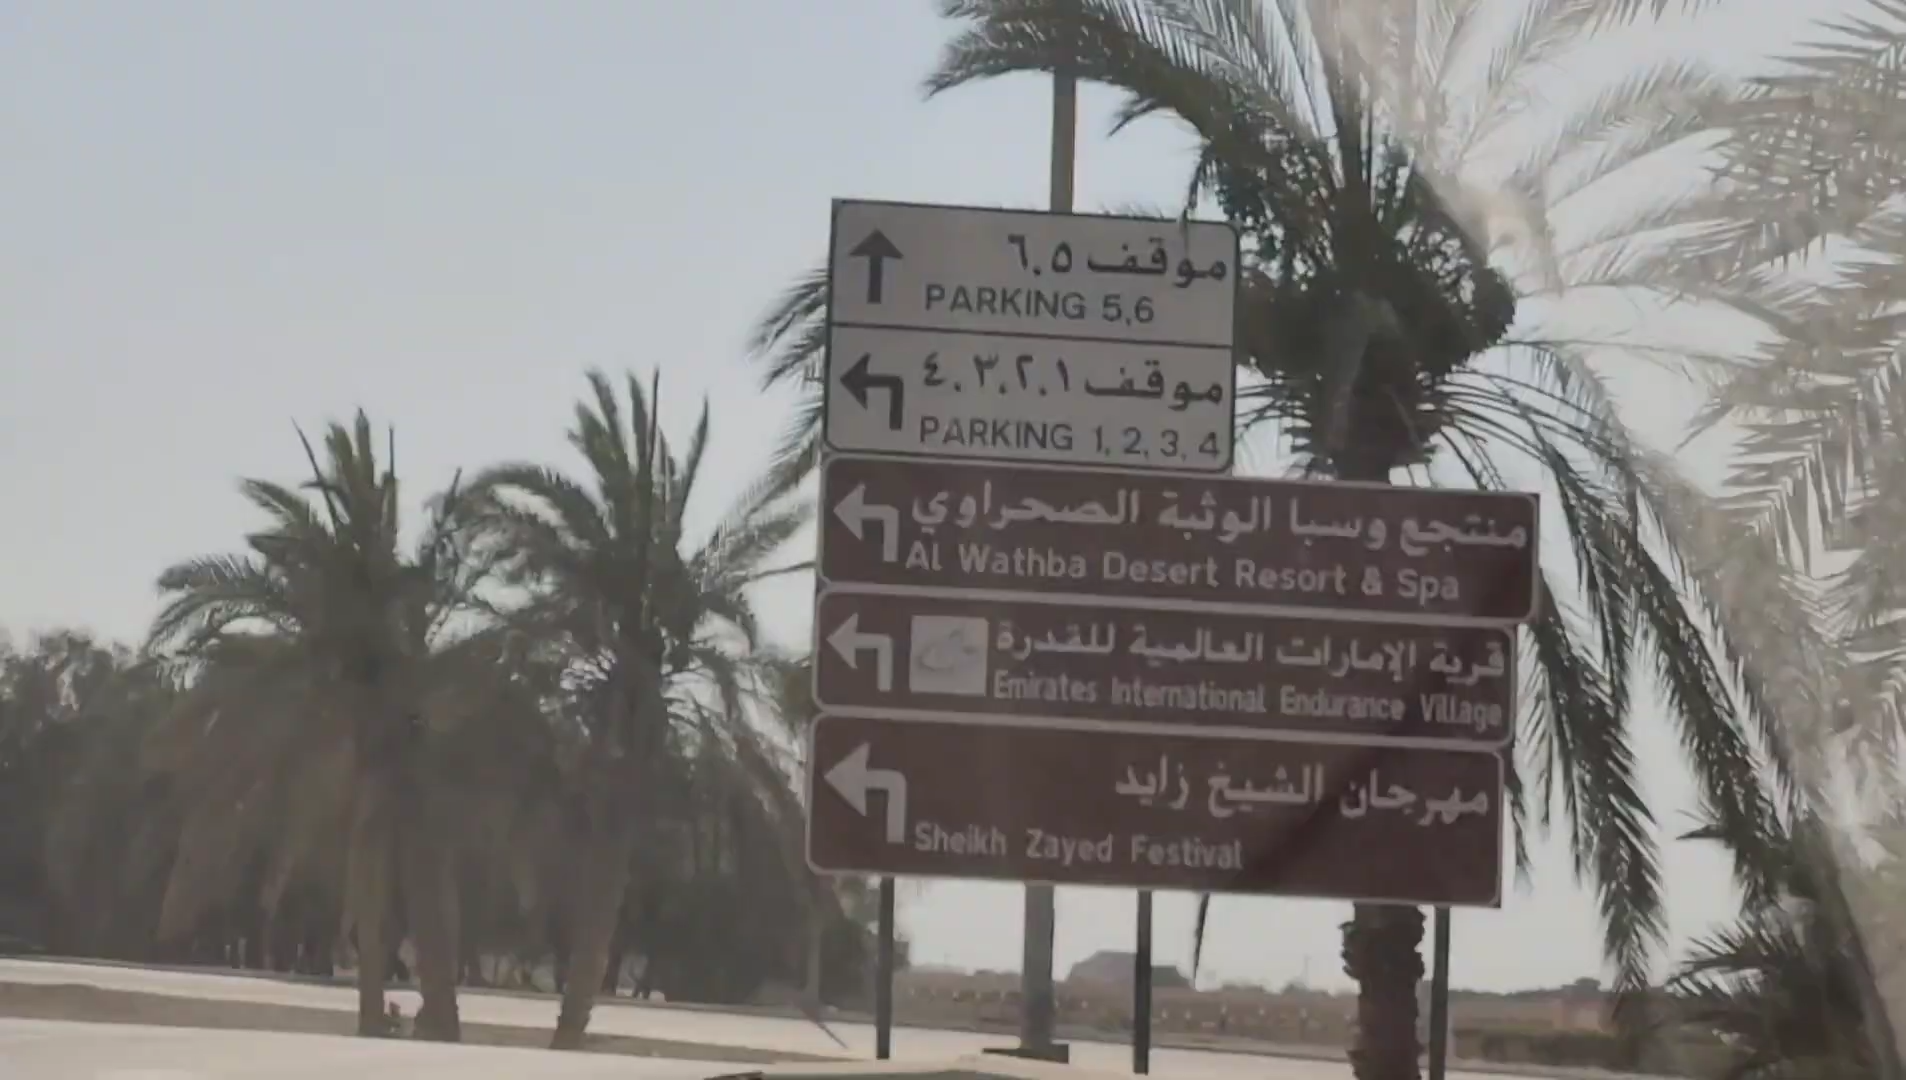 موقف ٦،٥
PARKING 5,6
موقف ٤،٣،٢،١
PARKING 1, 2, 3, 4
منتجع وسبا الوثبة الصحراوي
Al Wathba Desert Resort & Spa
قرية الإمارات العالمية للقدرة
Emirates International Endurance Village
مهرجان الشيخ زايد
Sheikh Zayed Festival